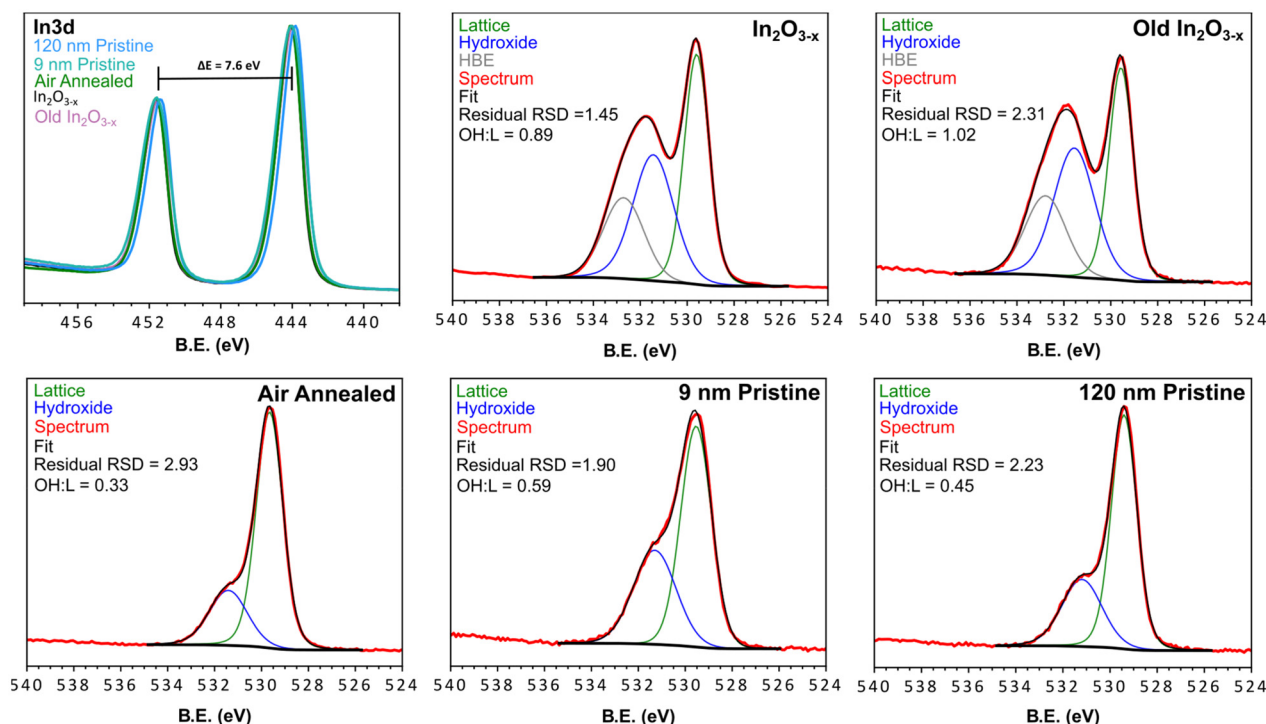 In3d
120 nm Pristine
9 nm Pristine
Air Annealed
In₂O₃₋ₓ
Old In₂O₃₋ₓ
ΔE = 7.6 eV
456 452 448 444 440
B.E. (eV)
Lattice
Hydroxide
HBE
Spectrum
Fit
Residual RSD =1.45
OH:L = 0.89
In₂O₃₋ₓ
540 538 536 534 532 530 528 526 524
B.E. (eV)
Lattice
Hydroxide
HBE
Spectrum
Fit
Residual RSD = 2.31
OH:L = 1.02
Old In₂O₃₋ₓ
540 538 536 534 532 530 528 526 524
B.E. (eV)
Lattice
Hydroxide
Spectrum
Fit
Residual RSD = 2.93
OH:L = 0.33
Air Annealed
540 538 536 534 532 530 528 526 524
B.E. (eV)
Lattice
Hydroxide
Spectrum
Fit
Residual RSD =1.90
OH:L = 0.59
9 nm Pristine
540 538 536 534 532 530 528 526 524
B.E. (eV)
Lattice
Hydroxide
Spectrum
Fit
Residual RSD = 2.23
OH:L = 0.45
120 nm Pristine
540 538 536 534 532 530 528 526 524
B.E. (eV)